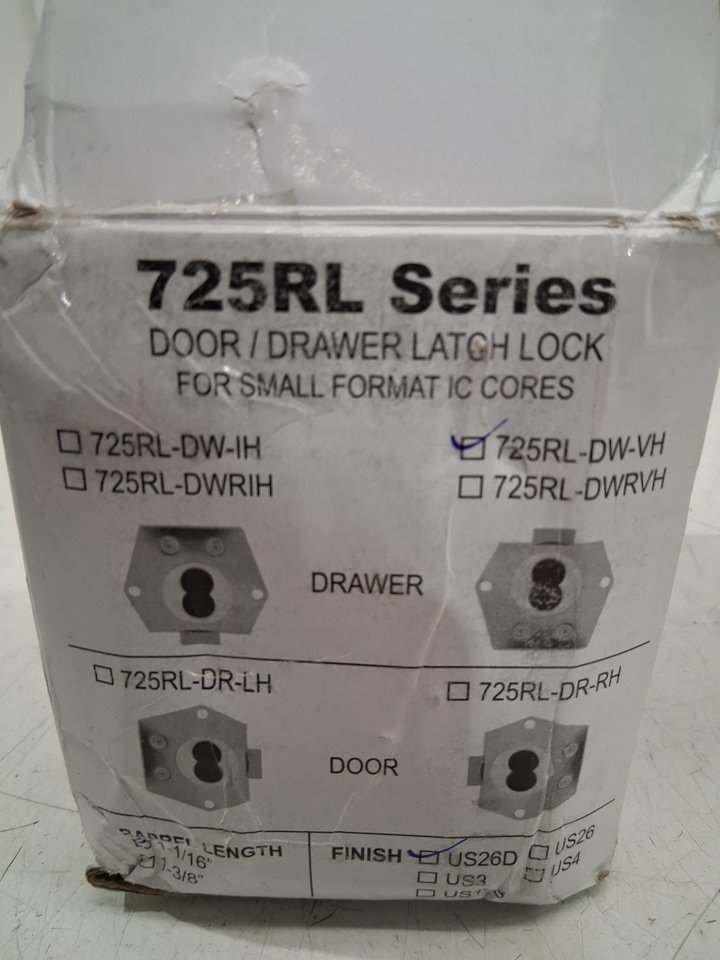 725RL Series
DOOR / DRAWER LATCH LOCK
FOR SMALL FORMAT IC CORES
725RL-DW-IH
725RL-DWRIH
725RL-DW-VH
725RL-DWRVH
DRAWER
725RL-DR-LH
725RL-DR-RH
DOOR
BARREL LENGTH
1-1/16"
1-3/8"
FINISH
US26D
US26
US3
US4